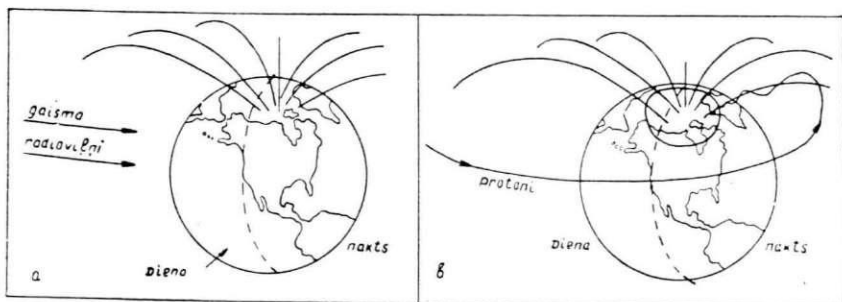 gaisma
radioviļņi
Diena
nakts
a
protoni
Diena
nakts
в